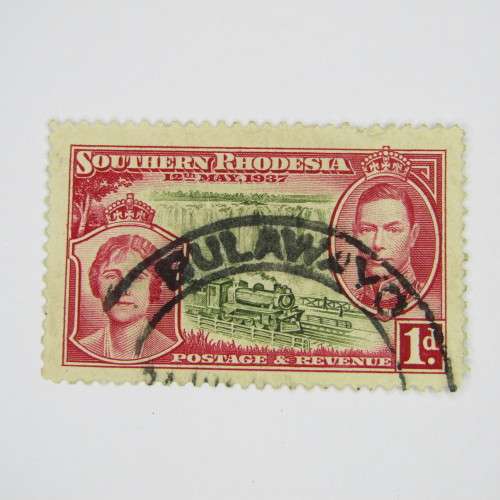 SOUTHERN RHODESIA
12TH MAY, 1937
BULAWAYO
POSTAGE & REVENUE
1d.